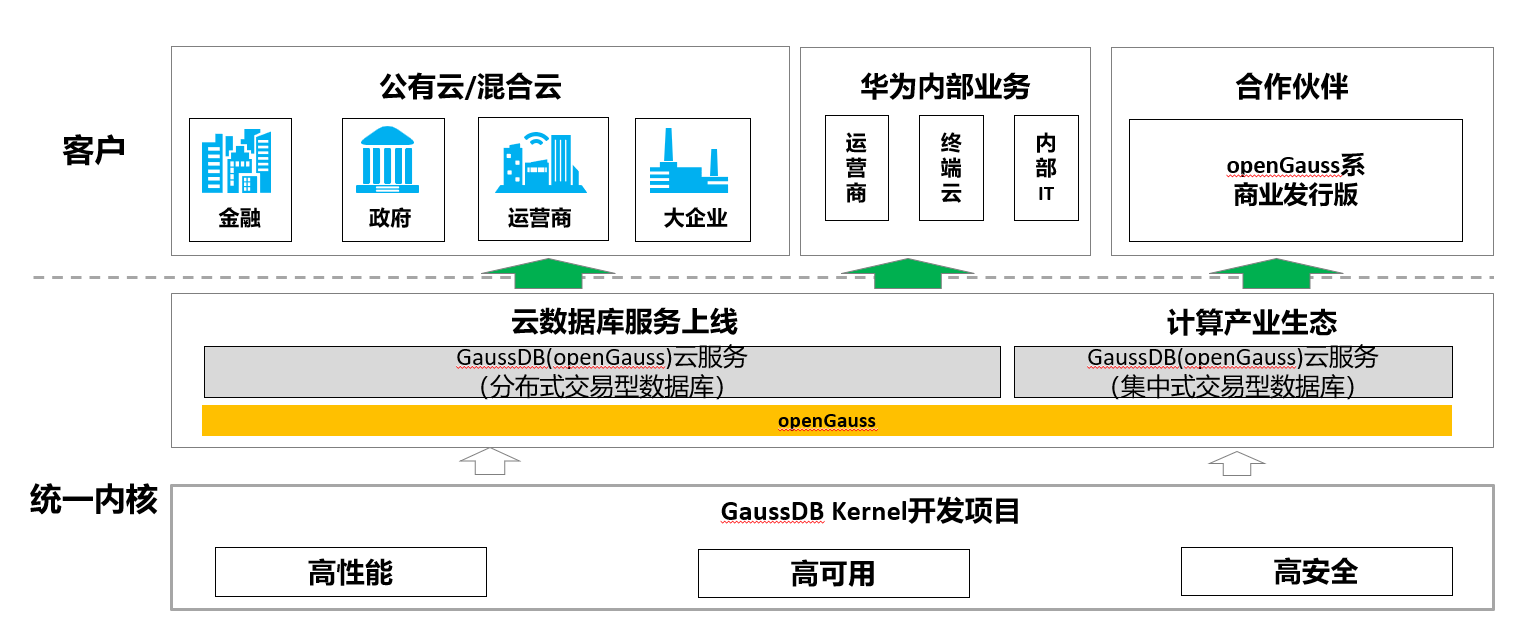 客户
公有云/混合云
金融
政府
运营商
大企业
华为内部业务
运
营
商
终
端
云
内
部
IT
合作伙伴
openGauss系
商业发行版
云数据库服务上线
GaussDB(openGauss)云服务
（分布式交易型数据库）
计算产业生态
GaussDB(openGauss)云服务
（集中式交易型数据库）
openGauss
统一内核
GaussDB Kernel开发项目
高性能
高可用
高安全